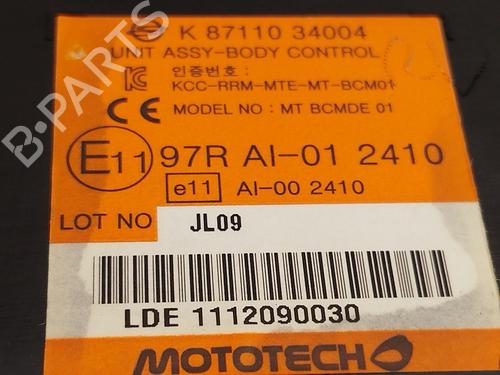 K 87110 34004
UNIT ASSY-BODY CONTROL
인증번호 :
KCC-RRM-MTE-MT-BCM01
CE MODEL NO : MT BCMDE 01
E11 97R AI-01 2410
e11 AI-00 2410
LOT NO JL09
LDE 1112090030
MOTOTECH
B-PARTS